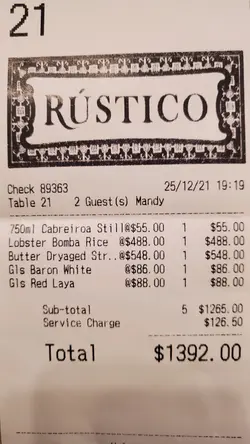 21
RÚSTICO
Check 89363 25/12/21 19:19
Table 21 2 Guest(s) Mandy
750ml Cabreiroa Still@$55.00 1 $55.00
Lobster Bomba Rice @$488.00 1 $488.00
Butter Dryaged Str..@$548.00 1 $548.00
Gls Baron White @$86.00 1 $86.00
Gls Red Laya @$88.00 1 $88.00
Sub-total 5 $1265.00
Service Charge $126.50
Total $1392.00